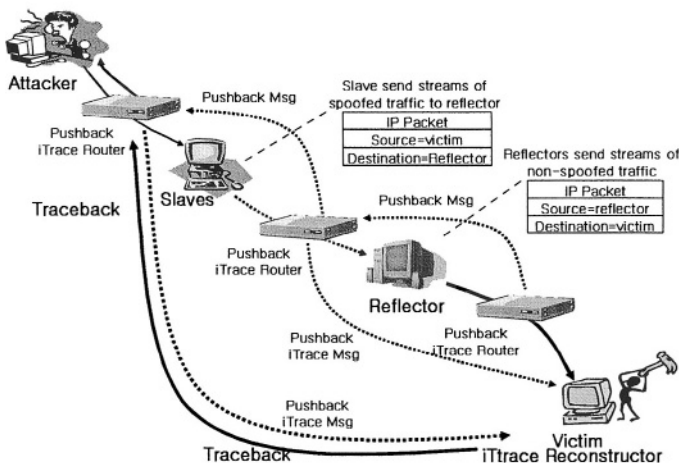 Attacker
Pushback Msg
Slave send streams of
spoofed traffic to reflector
IP Packet
Source=victim
Destination=Reflector
Pushback
iTrace Router
Slaves
Reflectors send streams of
non-spoofed traffic
IP Packet
Source=reflector
Destination=victim
Traceback
Pushback Msg
Pushback
iTrace Router
Reflector
Pushback
iTrace Msg
Pushback
iTrace Router
Pushback
iTrace Msg
Traceback
Victim
iTtrace Reconstructor